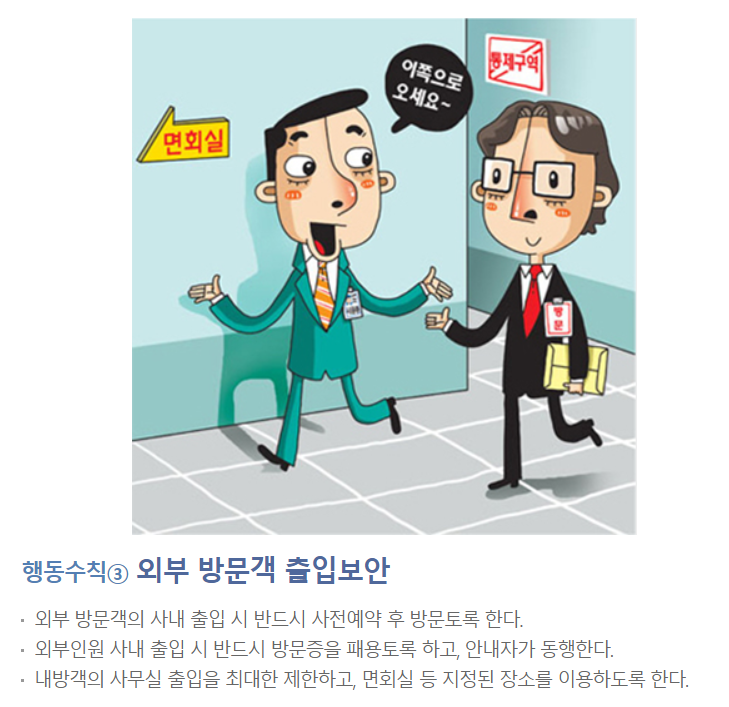 통제구역
이쪽으로
오세요~
면회실
방
문
행동수칙③ 외부 방문객 출입보안
· 외부 방문객의 사내 출입 시 반드시 사전예약 후 방문토록 한다.
· 외부인원 사내 출입 시 반드시 방문증을 패용토록 하고, 안내자가 동행한다.
· 내방객의 사무실 출입을 최대한 제한하고, 면회실 등 지정된 장소를 이용하도록 한다.